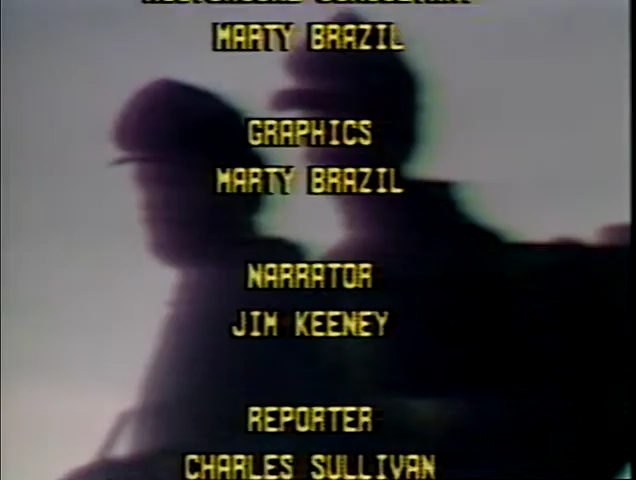 MARTY BRAZIL
GRAPHICS
MARTY BRAZIL
NARRATOR
JIM KEENEY
REPORTER
CHARLES SULLIVAN